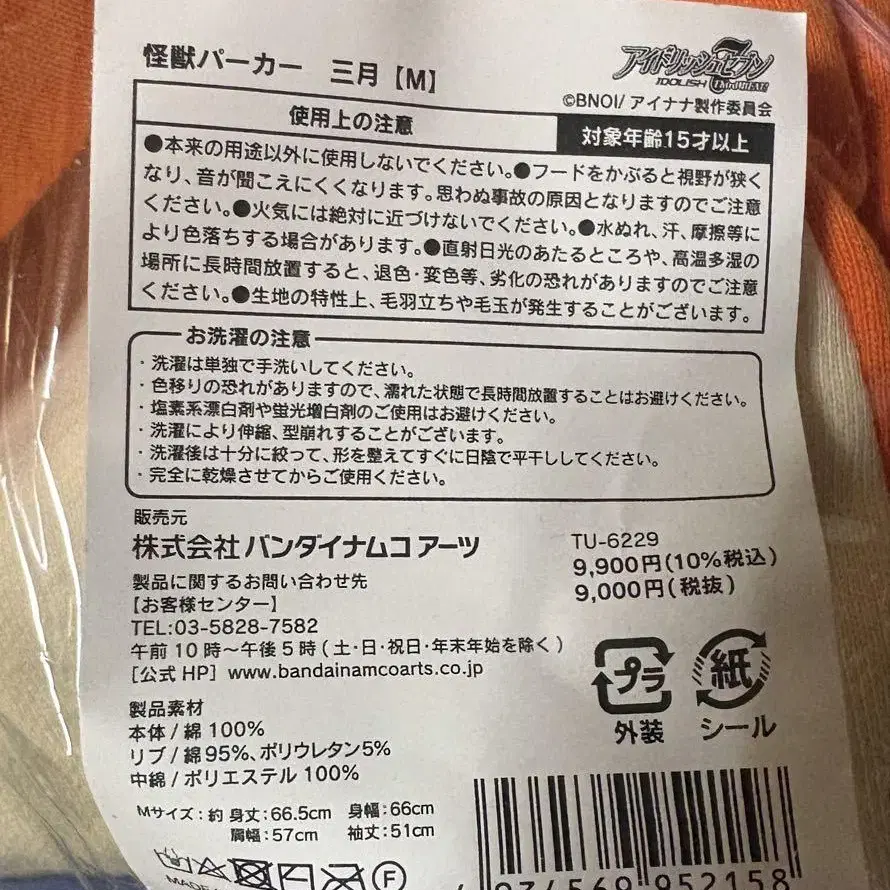 怪獣パーカー 三月【M】
アイドリッシュセブン
IDOLiSH7 Third BEAT!
©BNOI/ アイナナ製作委員会
使用上の注意
対象年齢15才以上
●本来の用途以外に使用しないでください。●フードをかぶると視野が狭く
なり、音が聞こえにくくなります。思わぬ事故の原因となりますのでご注意
ください。●火気には絶対に近づけないでください。●水ぬれ、汗、摩擦等に
より色落ちする場合があります。●直射日光のあたるところや、高温多湿の
場所に長時間放置すると、退色・変色等、劣化の恐れがありますのでご注意
ください。●生地の特性上、毛羽立ちや毛玉が発生することがございます。
お洗濯の注意
・洗濯は単独で手洗いしてください。
・色移りの恐れがありますので、濡れた状態で長時間放置することはお避けください。
・塩素系漂白剤や蛍光増白剤のご使用はお避けください。
・洗濯により伸縮、型崩れすることがございます。
・洗濯後は十分に絞って、形を整えてすぐに日陰で平干ししてください。
・完全に乾燥させてからご使用ください。
販売元
株式会社 バンダイナムコアーツ
製品に関するお問い合わせ先
【お客様センター】
TEL:03-5828-7582
午前10時〜午後5時(土・日・祝日・年末年始を除く)
[公式HP] www.bandainamcoarts.co.jp
TU-6229
9,900円(10%税込)
9,000円(税抜)
プラ
外装
紙
シール
製品素材
本体/綿100%
リブ/綿95%、ポリウレタン5%
中綿/ポリエステル100%
Mサイズ:約 身丈:66.5cm 身幅:66cm
肩幅:57cm 袖丈:51cm
F
MADE
952158